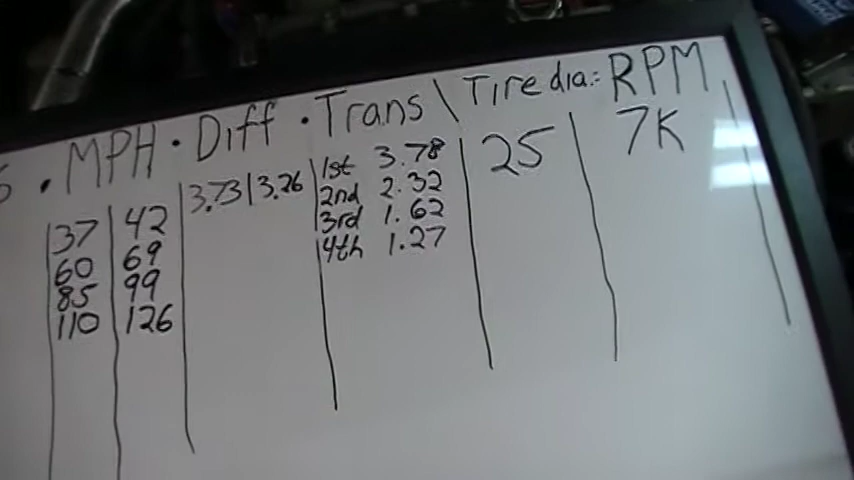 . MPH . Diff . Trans \ Tire dia: RPM
37 | 42 | 3.73 | 3.26 | 1st 3.78 | 25 | 7K
60 | 69 | 2nd 2.32
85 | 99 | 3rd 1.62
110 | 126 | 4th 1.27